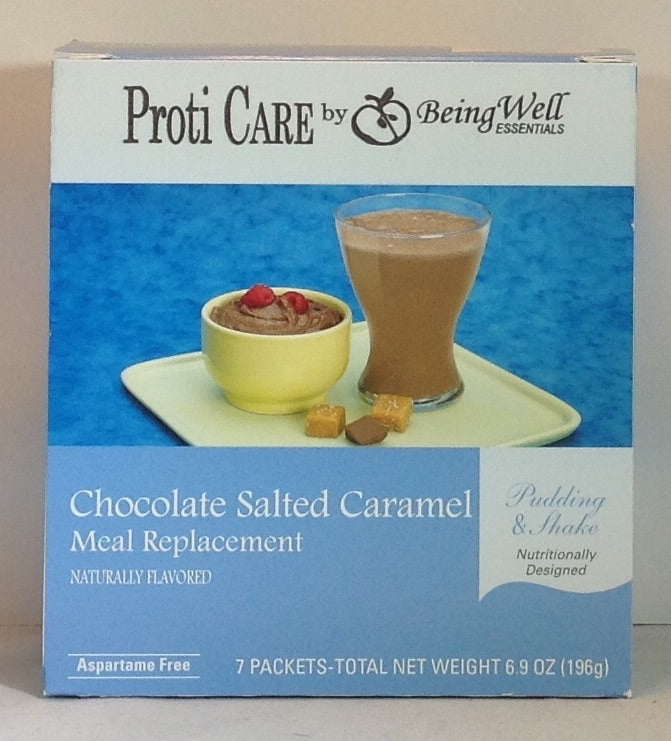 Proti CARE by BeingWell
ESSENTIALS
Chocolate Salted Caramel
Meal Replacement
NATURALLY FLAVORED
Pudding
& Shake
Nutritionally
Designed
Aspartame Free
7 PACKETS-TOTAL NET WEIGHT 6.9 OZ (196g)